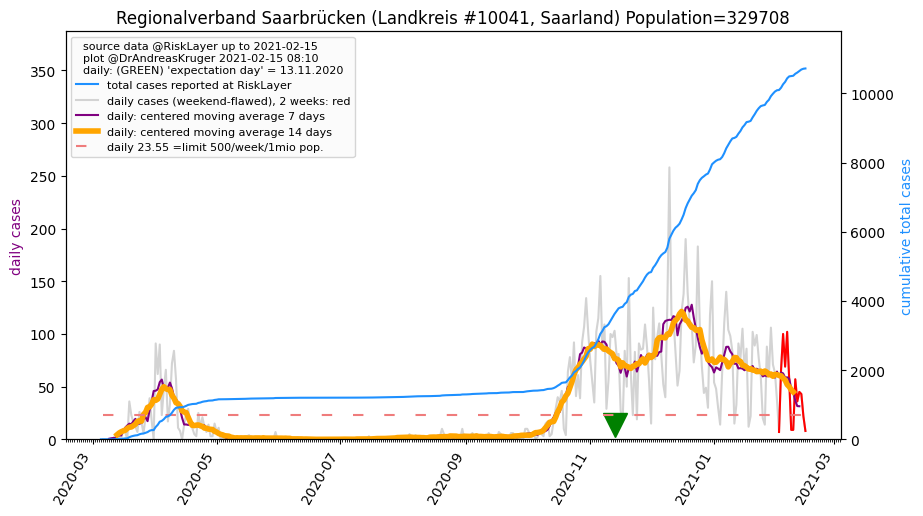 Regionalverband Saarbrücken (Landkreis #10041, Saarland) Population=329708
source data @RiskLayer up to 2021-02-15
plot @DrAndreasKruger 2021-02-15 08:10
daily: (GREEN) 'expectation day' = 13.11.2020
total cases reported at RiskLayer
daily cases (weekend-flawed), 2 weeks: red
daily: centered moving average 7 days
daily: centered moving average 14 days
daily 23.55 =limit 500/week/1mio pop.
daily cases
350
300
250
200
150
100
50
0
cumulative total cases
10000
8000
6000
4000
2000
0
2020-03
2020-05
2020-07
2020-09
2020-11
2021-01
2021-03